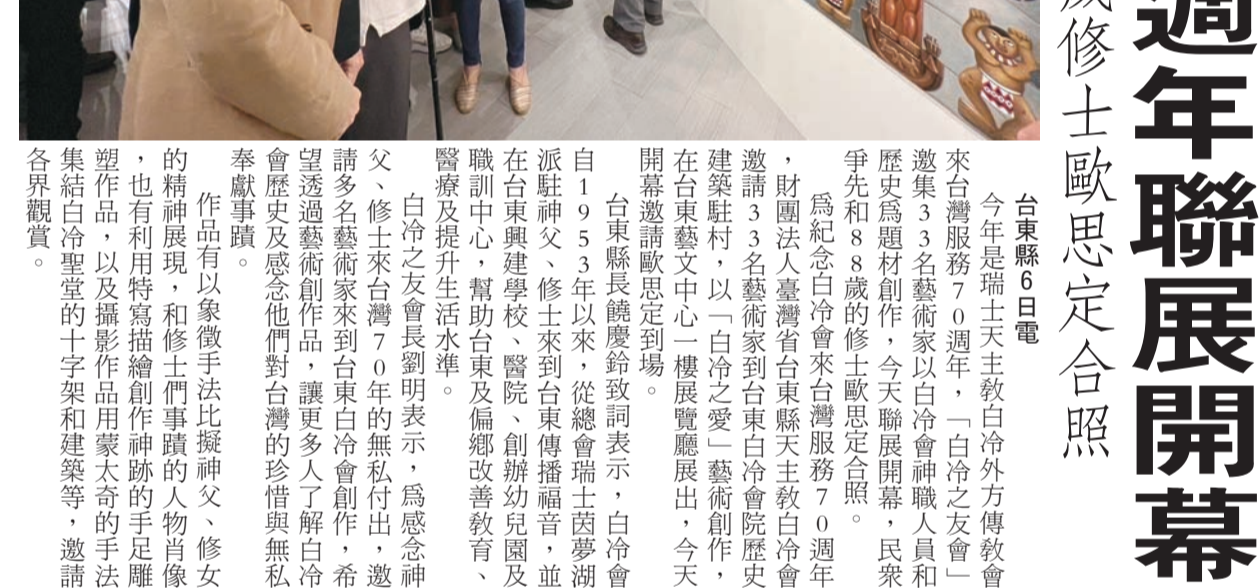 週年聯展開幕
歲修士歐思定合照
台東縣6日電
今年是瑞士天主教白冷外方傳教會
來台灣服務70週年，「白冷之友會」
邀集33名藝術家以白冷會神職人員和
歷史為題材創作，今天聯展開幕，民眾
爭先和88歲的修士歐思定合照。
為紀念白冷會來台灣服務70週年
，財團法人臺灣省台東縣天主教白冷會
邀請33名藝術家到台東白冷會院歷史
建築駐村，以「白冷之愛」藝術創作，
在台東藝文中心一樓展覽廳展出，今天
開幕邀請歐思定到場。
台東縣長饒慶鈴致詞表示，白冷會
自1953年以來，從總會瑞士茵夢湖
派駐神父、修士來到台東傳播福音，並
在台東興建學校、醫院、創辦幼兒園及
職訓中心，幫助台東及偏鄉改善教育、
醫療及提升生活水準。
白冷之友會長劉明表示，為感念神
父、修士來台灣70年的無私付出，邀
請多名藝術家來到台東白冷會創作，希
望透過藝術創作品，讓更多人了解白冷
會歷史及感念他們對台灣的珍惜與無私
奉獻事蹟。
作品有以象徵手法比擬神父、修女
的精神展現，和修士們事蹟的人物肖像
，也有利用特寫描繪創作神跡的手足雕
塑作品，以及攝影作品用蒙太奇的手法
集結白冷聖堂的十字架和建築等，邀請
各界觀賞。